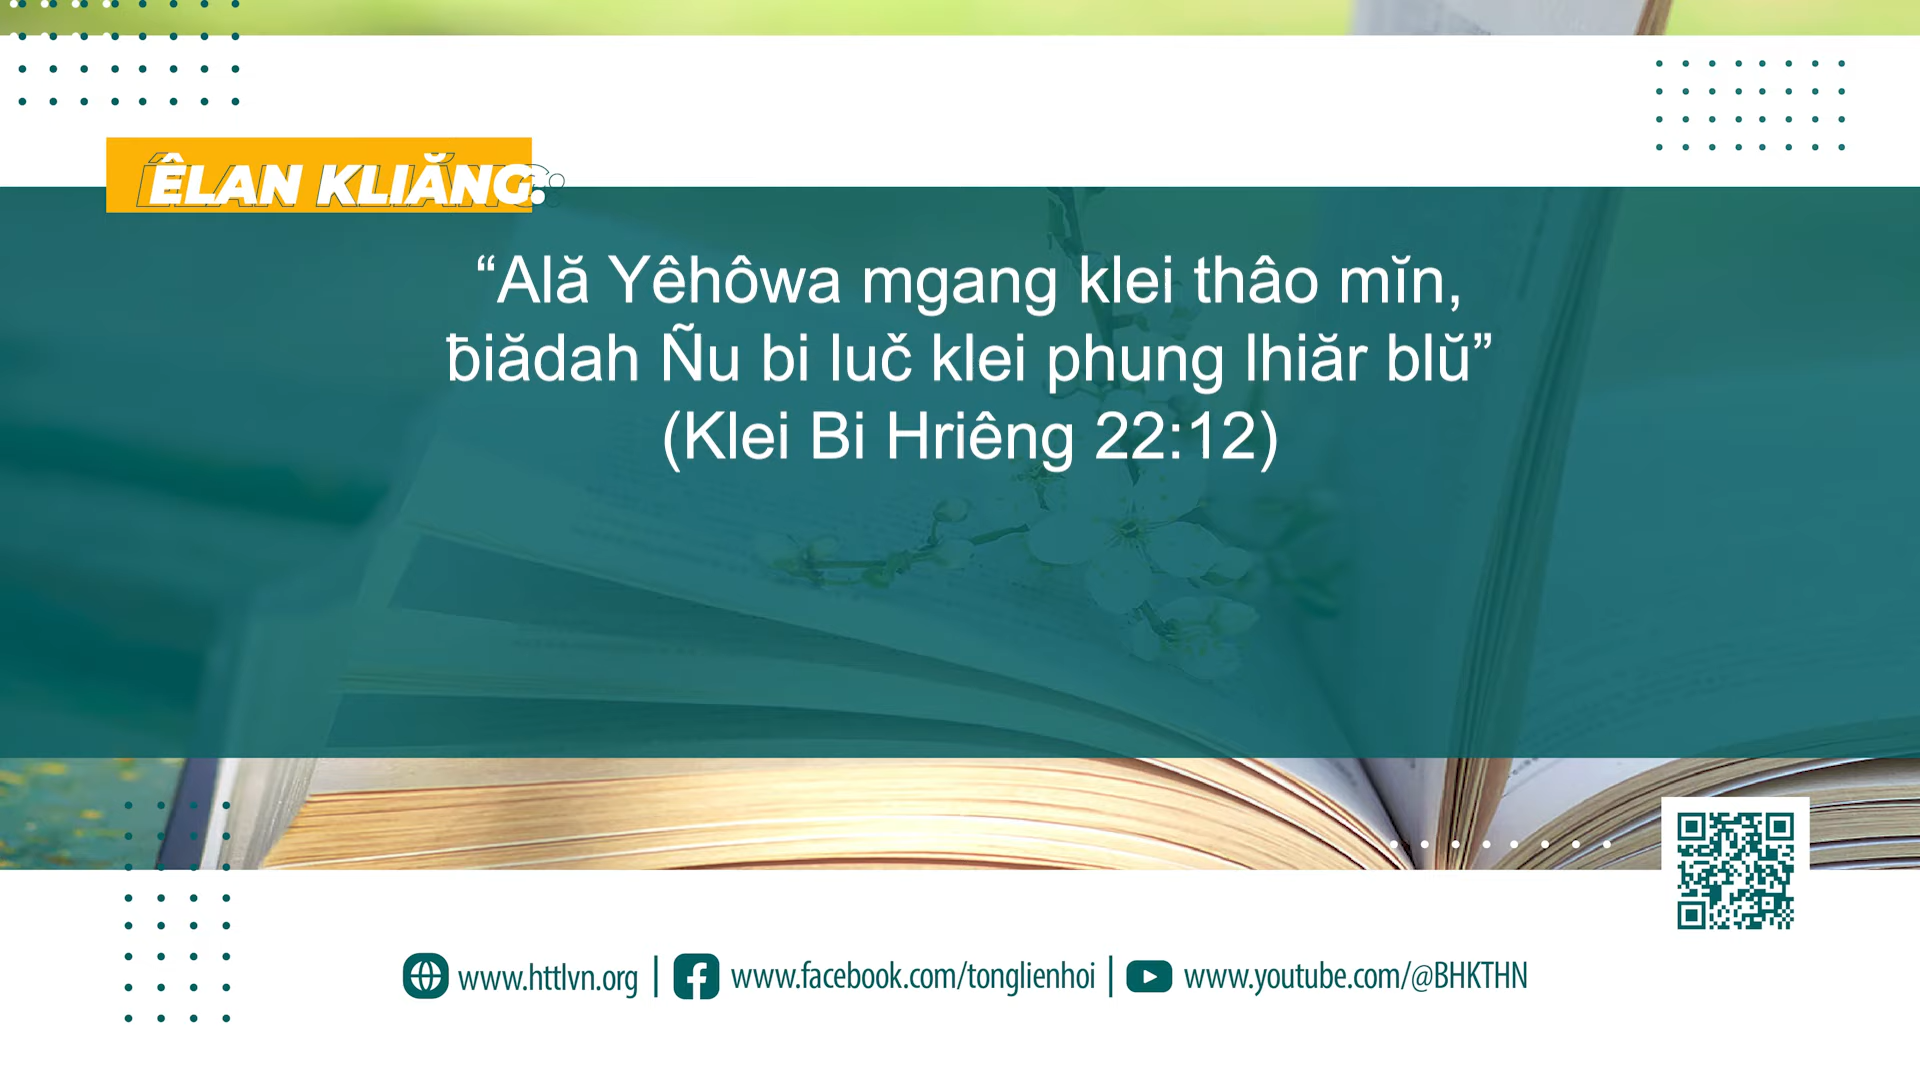 ÊLAN KLIĂNG:
“Ală Yêhôwa mgang klei thâo mĭn,
ƀiădah Ñu bi luč klei phung lhiăr blŭ”
(Klei Bi Hriêng 22:12)
www.httlvn.org | www.facebook.com/tonglienhoi | www.youtube.com/@BHKTHN